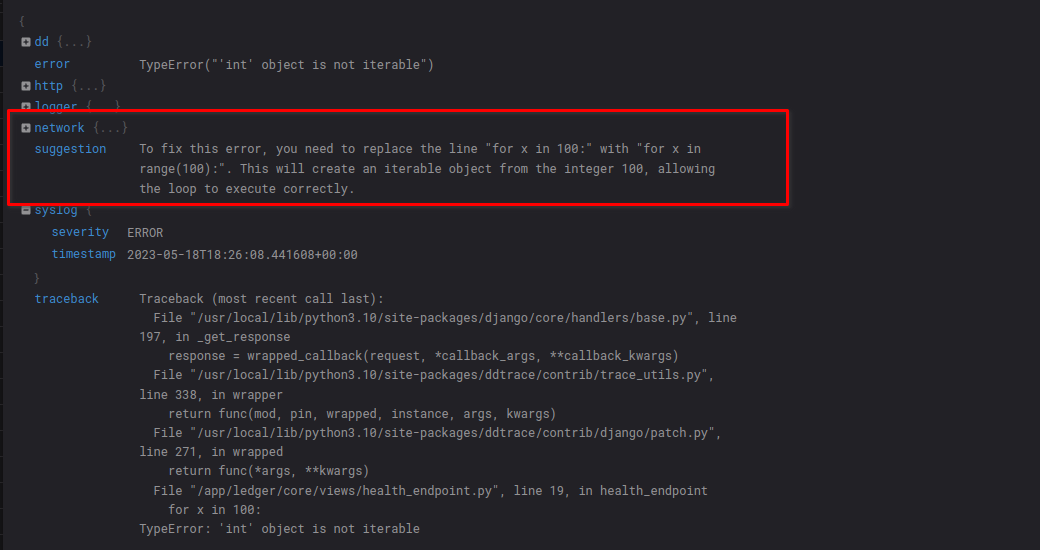 {
dd {...}
error TypeError("'int' object is not iterable")
http {...}
logger {...}
network {...}
suggestion To fix this error, you need to replace the line "for x in 100:" with "for x in
range(100):". This will create an iterable object from the integer 100, allowing
the loop to execute correctly.
syslog {
severity ERROR
timestamp 2023-05-18T18:26:08.441608+00:00
}
traceback Traceback (most recent call last):
File "/usr/local/lib/python3.10/site-packages/django/core/handlers/base.py", line
197, in _get_response
response = wrapped_callback(request, *callback_args, **callback_kwargs)
File "/usr/local/lib/python3.10/site-packages/ddtrace/contrib/trace_utils.py",
line 338, in wrapper
return func(mod, pin, wrapped, instance, args, kwargs)
File "/usr/local/lib/python3.10/site-packages/ddtrace/contrib/django/patch.py",
line 271, in wrapped
return func(*args, **kwargs)
File "/app/ledger/core/views/health_endpoint.py", line 19, in health_endpoint
for x in 100:
TypeError: 'int' object is not iterable